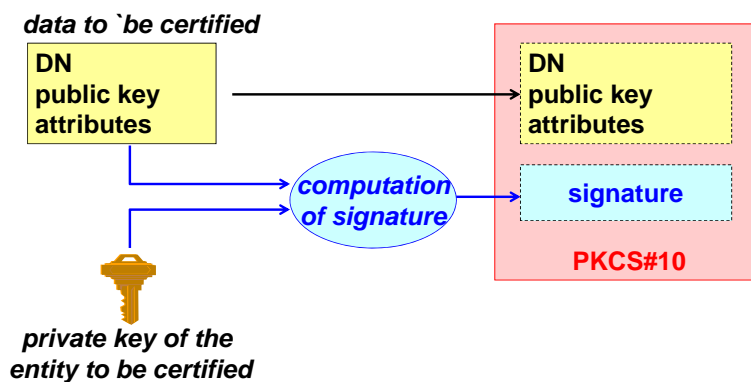 data to `be certified
DN
public key
attributes
DN
public key
attributes
computation
of signature
signature
PKCS#10
private key of the
entity to be certified